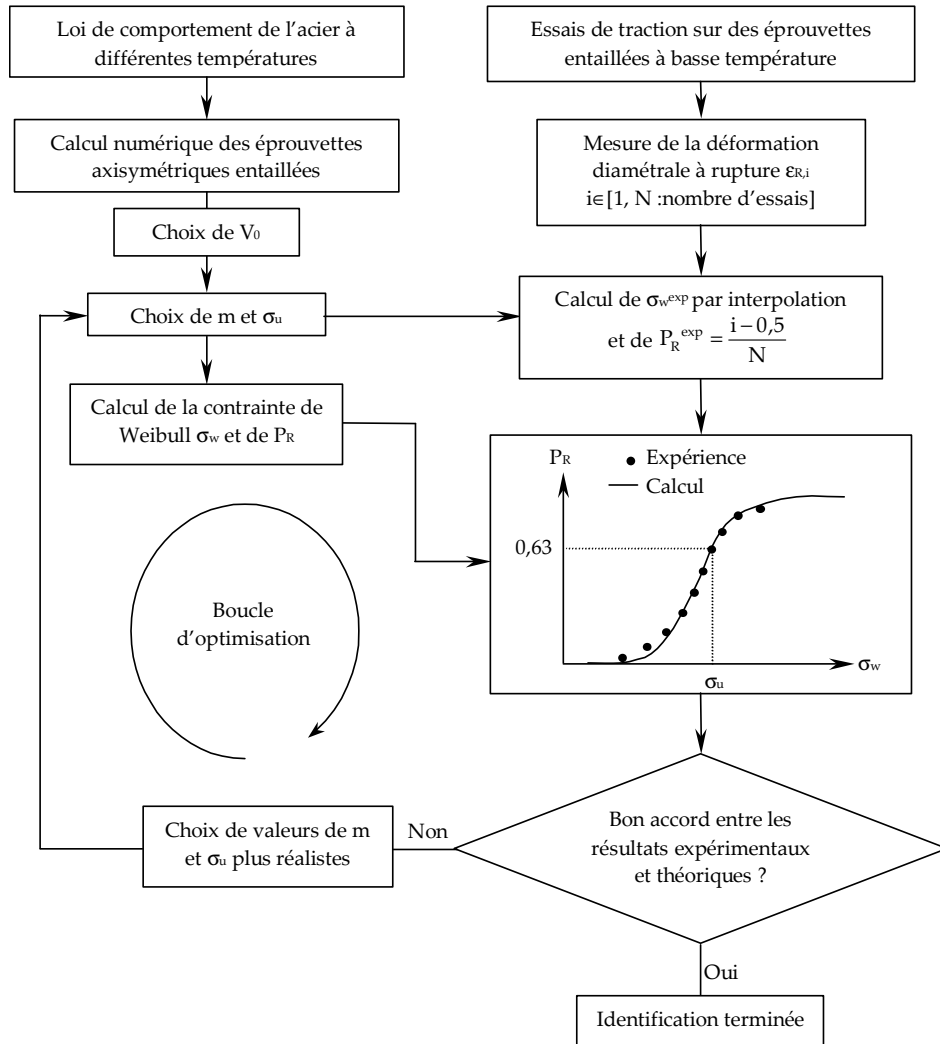 Loi de comportement de l'acier à
différentes températures
Essais de traction sur des éprouvettes
entaillées à basse température
Calcul numérique des éprouvettes
axisymétriques entaillées
Mesure de la déformation
diamétrale à rupture εR,i
i∈[1, N :nombre d'essais]
Choix de V0
Choix de m et σu
Calcul de σw^exp par interpolation
et de PR^exp = (i−0,5)/N
Calcul de la contrainte de
Weibull σw et de PR
PR
Expérience
Calcul
0,63
σw
σu
Boucle
d'optimisation
Bon accord entre les
résultats expérimentaux
et théoriques ?
Non
Choix de valeurs de m
et σu plus réalistes
Oui
Identification terminée